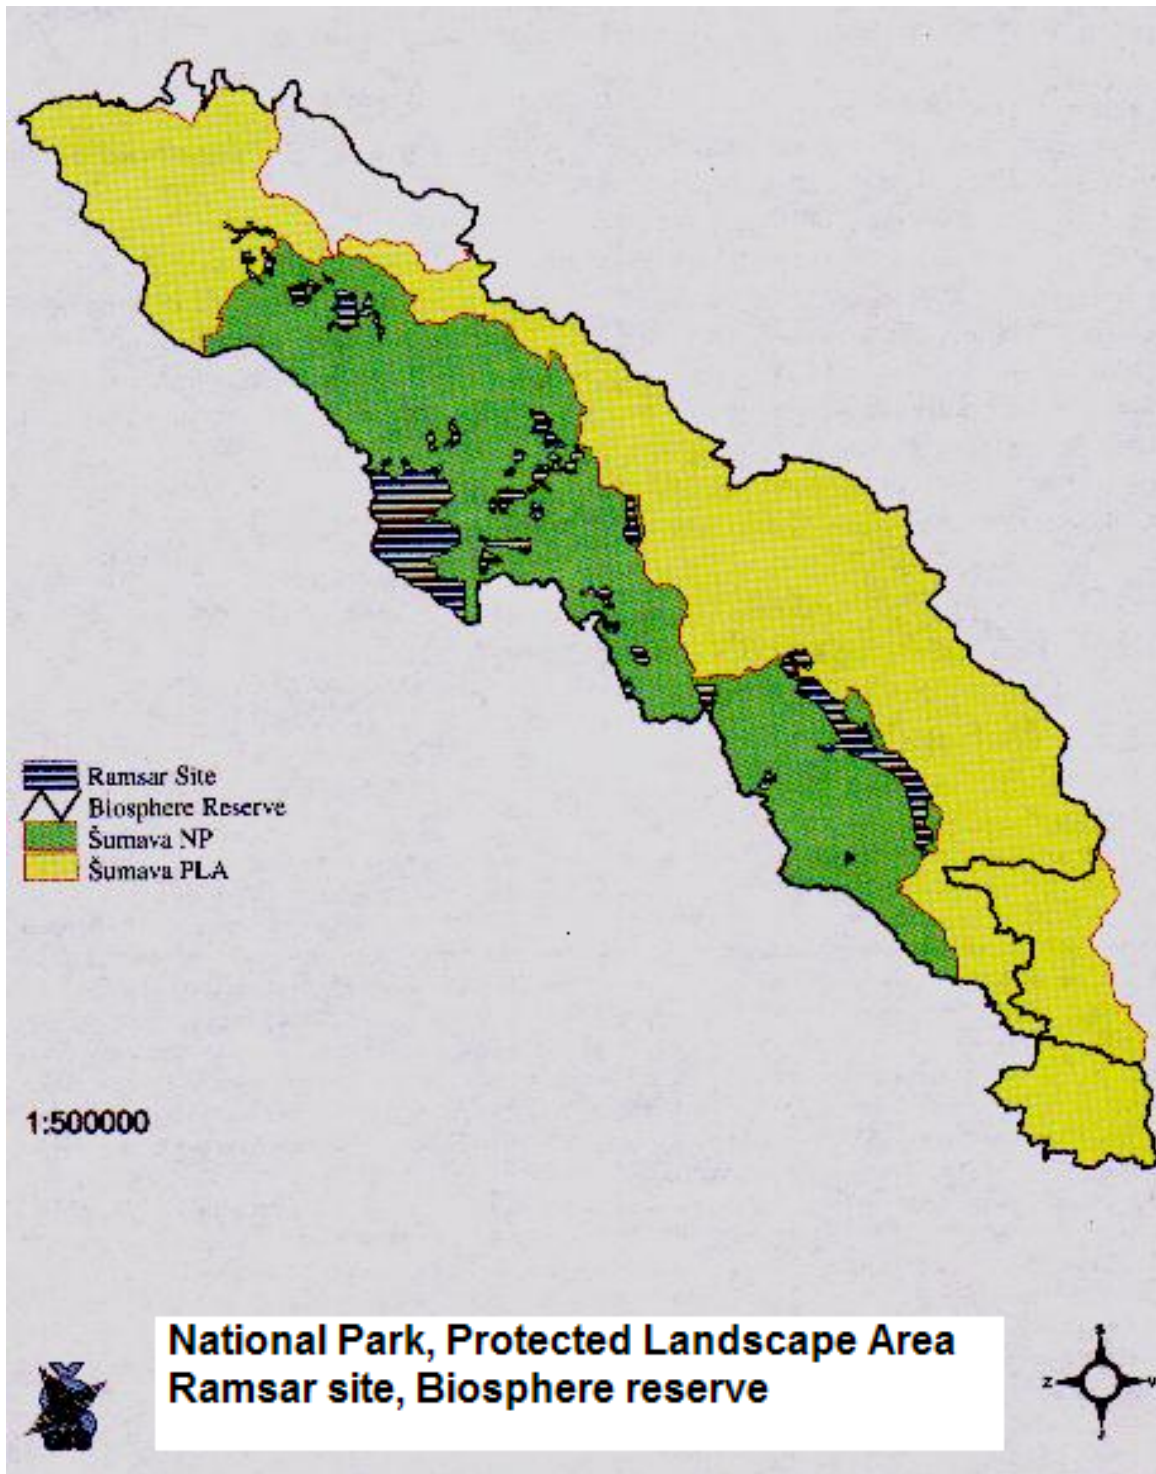 Ramsar Site
Biosphere Reserve
Šumava NP
Šumava PLA
1:500000
National Park, Protected Landscape Area
Ramsar site, Biosphere reserve
S
Z
V
J